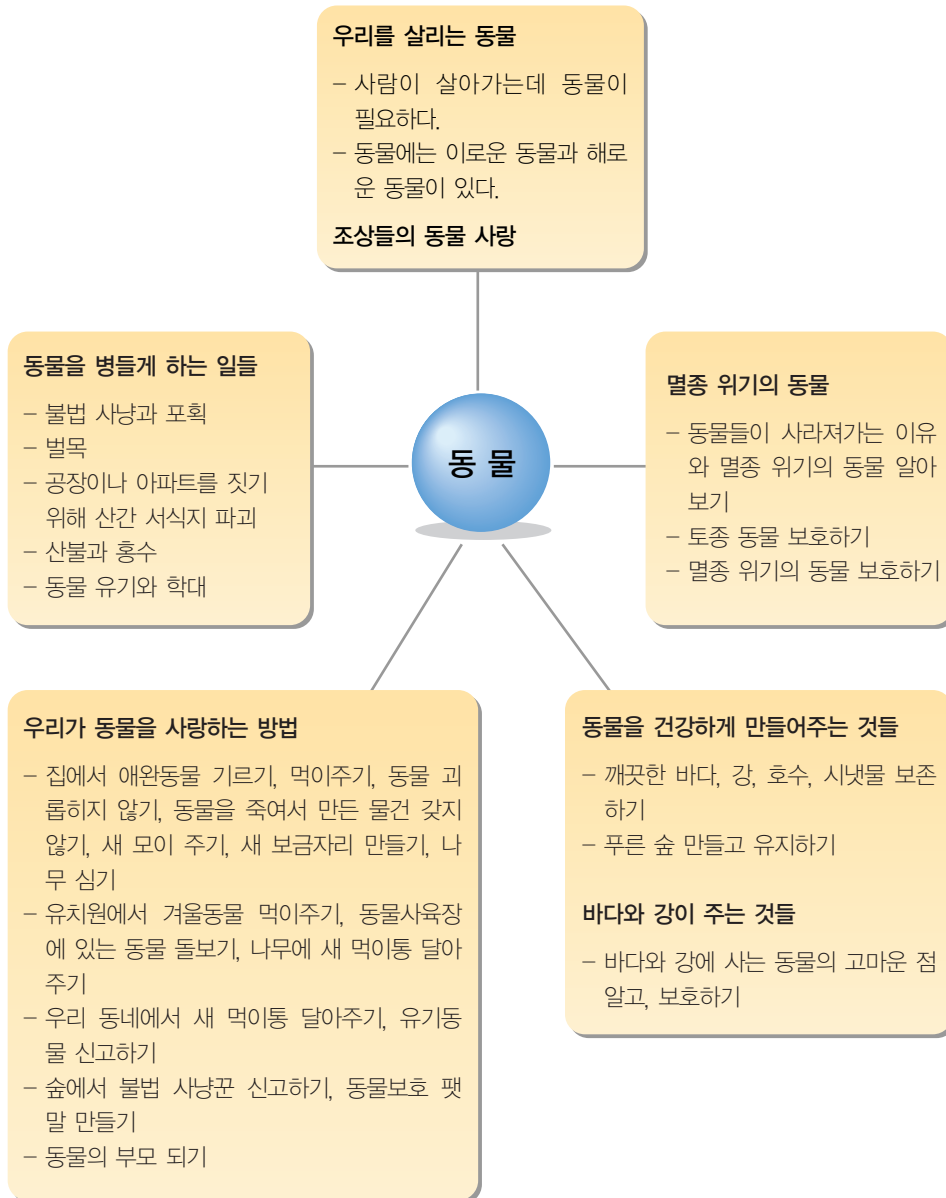 우리를 살리는 동물
– 사람이 살아가는데 동물이
필요하다.
– 동물에는 이로운 동물과 해로
운 동물이 있다.
조상들의 동물 사랑
동물을 병들게 하는 일들
– 불법 사냥과 포획
– 벌목
– 공장이나 아파트를 짓기
위해 산간 서식지 파괴
– 산불과 홍수
– 동물 유기와 학대
동 물
멸종 위기의 동물
– 동물들이 사라져가는 이유
와 멸종 위기의 동물 알아
보기
– 토종 동물 보호하기
– 멸종 위기의 동물 보호하기
우리가 동물을 사랑하는 방법
– 집에서 애완동물 기르기, 먹이주기, 동물 괴
롭히지 않기, 동물을 죽여서 만든 물건 갖지
않기, 새 모이 주기, 새 보금자리 만들기, 나
무 심기
– 유치원에서 겨울동물 먹이주기, 동물사육장
에 있는 동물 돌보기, 나무에 새 먹이통 달아
주기
– 우리 동네에서 새 먹이통 달아주기, 유기동
물 신고하기
– 숲에서 불법 사냥꾼 신고하기, 동물보호 팻
말 만들기
– 동물의 부모 되기
동물을 건강하게 만들어주는 것들
– 깨끗한 바다, 강, 호수, 시냇물 보존
하기
– 푸른 숲 만들고 유지하기
바다와 강이 주는 것들
– 바다와 강에 사는 동물의 고마운 점
알고, 보호하기